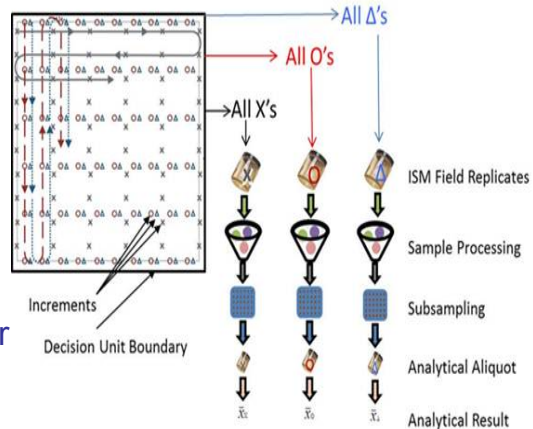 All Δ's
All O's
All X's
X O Δ
ISM Field Replicates
Sample Processing
Subsampling
Increments
r
Decision Unit Boundary
O Δ
Analytical Aliquot
Analytical Result